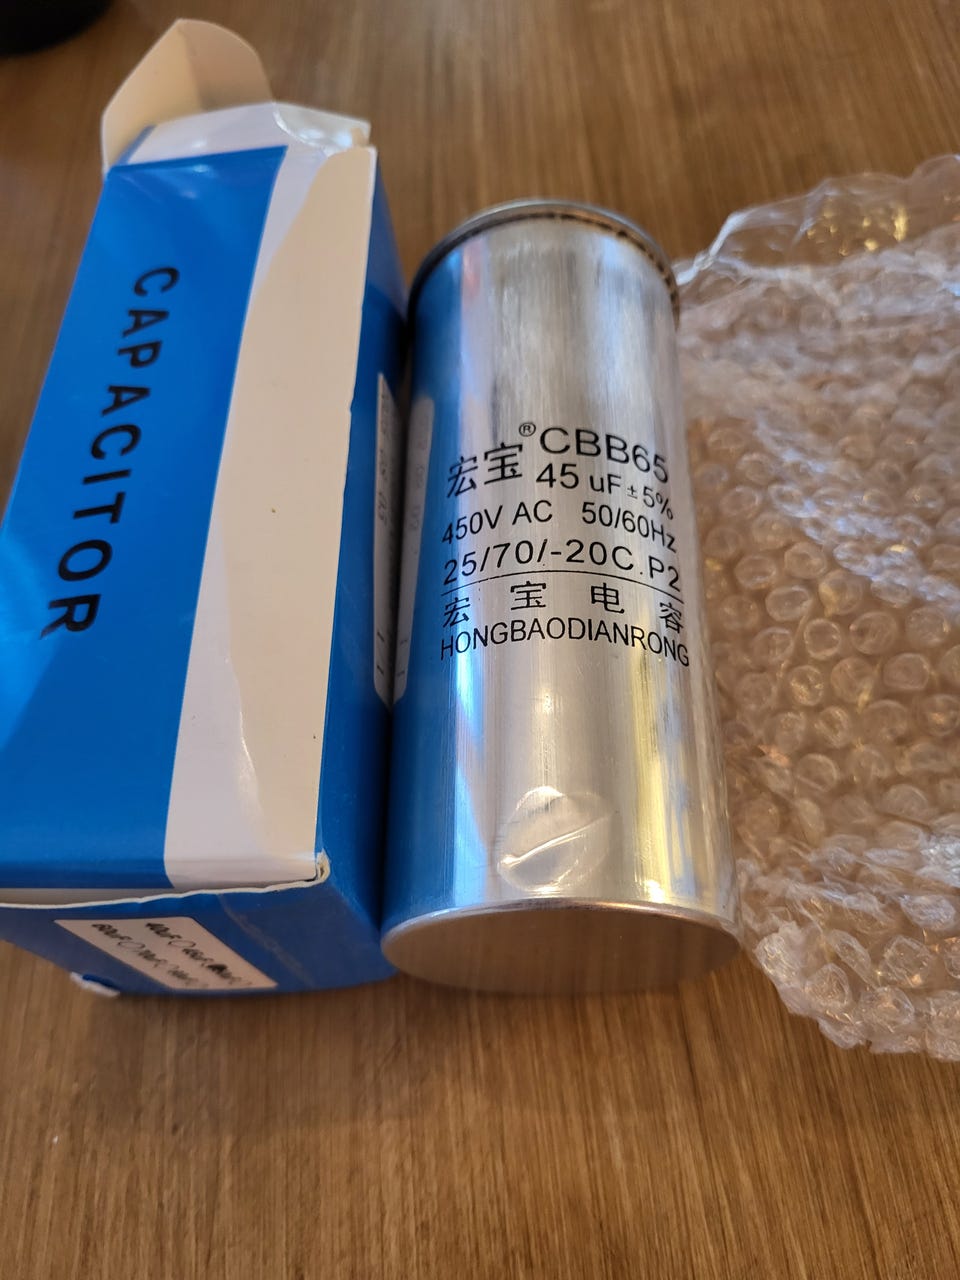 CAPACITOR
宏宝® CBB65
45 uF ± 5%
450V AC 50/60Hz
25/70/-20C.P2
宏宝电容
HONGBAODIANRONG